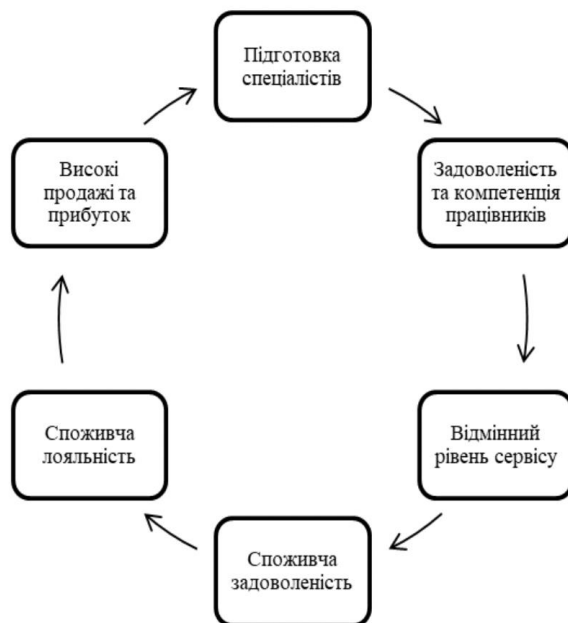 Підготовка
спеціалістів
Задоволеність
та компетенція
працівників
Відмінний
рівень сервісу
Споживча
задоволеність
Споживча
лояльність
Високі
продажі та
прибуток